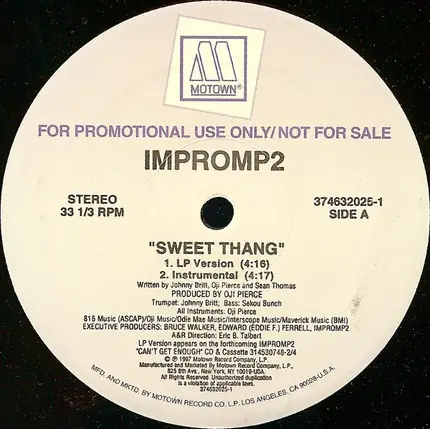 MOTOWN®
FOR PROMOTIONAL USE ONLY/NOT FOR SALE
IMPROMP2
STEREO
33 1/3 RPM
374632025-1
SIDE A
"SWEET THANG"
1. LP Version (4:16)
2. Instrumental (4:17)
Written by Johnny Britt, Oji Pierce and Sean Thomas
PRODUCED BY OJI PIERCE
Trumpet: Johnny Britt; Bass: Sekou Bunch
All Instruments: Oji Pierce
816 Music (ASCAP)/Oji Music/Odie Mae Music/Interscope Music/Maverick Music (BMI)
EXECUTIVE PRODUCERS: BRUCE WALKER, EDWARD (EDDIE F.) FERRELL, IMPROMP2
A&R Direction: Eric B. Talbert
LP Version appears on the forthcoming IMPROMP2
"CAN'T GET ENOUGH" CD & Cassette 314530748-2/4
℗ © 1997 Motown Record Company, L.P.
Manufactured and Marketed By Motown Record Company, L.P.,
825 8th Ave., New York, NY 10019-USA.
All Rights Reserved. Unauthorized duplication
is a violation of applicable laws.
374631249
MFD. AND MKTD. BY MOTOWN RECORD CO. L.P. LOS ANGELES, CA 90028-U.S.A.